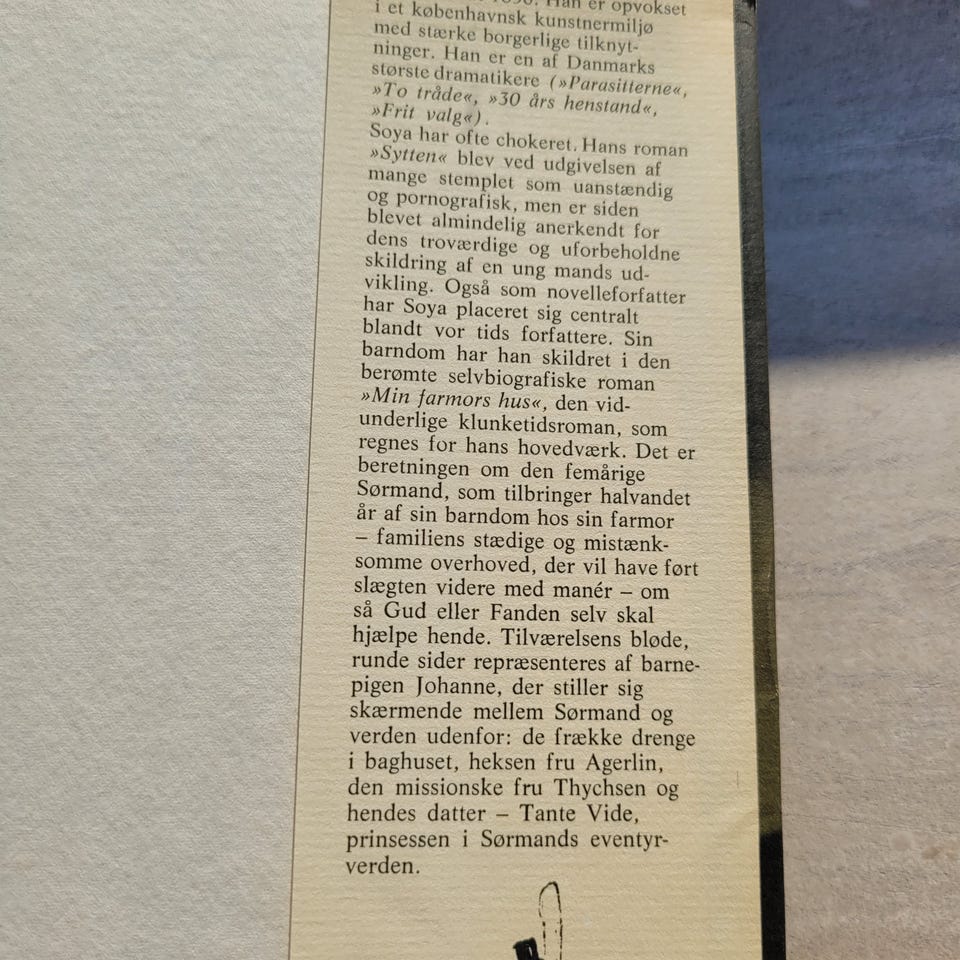 1896. Han er opvokset
i et københavnsk kunstnermiljø
med stærke borgerlige tilknyt-
ninger. Han er en af Danmarks
største dramatikere (»Parasitterne«,
»To tråde«, »30 års henstand«,
»Frit valg«).
Soya har ofte chokeret. Hans roman
»Sytten« blev ved udgivelsen af
mange stemplet som uanstændig
og pornografisk, men er siden
blevet almindelig anerkendt for
dens troværdige og uforbeholdne
skildring af en ung mands ud-
vikling. Også som novelleforfatter
har Soya placeret sig centralt
blandt vor tids forfattere. Sin
barndom har han skildret i den
berømte selvbiografiske roman
»Min farmors hus«, den vid-
underlige klunketidsroman, som
regnes for hans hovedværk. Det er
beretningen om den femårige
Sørmand, som tilbringer halvandet
år af sin barndom hos sin farmor
– familiens stædige og mistænk-
somme overhoved, der vil have ført
slægten videre med manér – om
så Gud eller Fanden selv skal
hjælpe hende. Tilværelsens bløde,
runde sider repræsenteres af barne-
pigen Johanne, der stiller sig
skærmende mellem Sørmand og
verden udenfor: de frække drenge
i baghuset, heksen fru Agerlin,
den missionske fru Thychsen og
hendes datter – Tante Vide,
prinsessen i Sørmands eventyr-
verden.